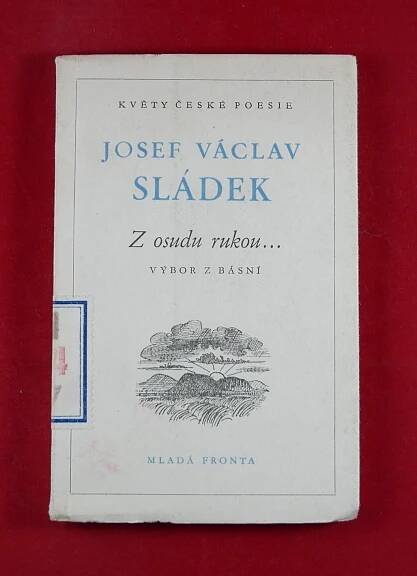 KVĚTY ČESKÉ POESIE
JOSEF VÁCLAV
SLÁDEK
Z osudu rukou...
VÝBOR Z BÁSNÍ
MLADÁ FRONTA